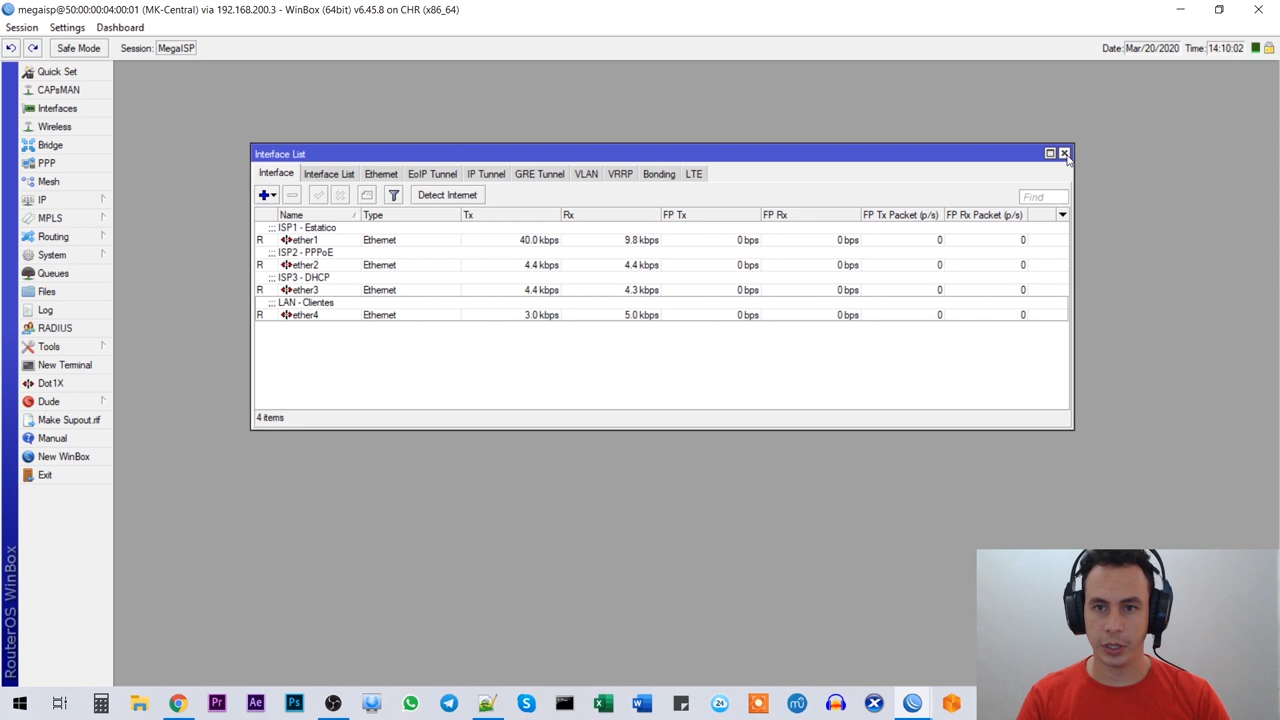 megaisp@50:00:00:04:00:01 (MK-Central) via 192.168.200.3 - WinBox (64bit) v6.45.8 on CHR (x86_64)
Session Settings Dashboard
Safe Mode Session: MegaISP Date: Mar/20/2020 Time: 14:10:02
Quick Set
CAPsMAN
Interfaces
Wireless
Bridge
PPP
Mesh
IP
MPLS
Routing
System
Queues
Files
Log
RADIUS
Tools
New Terminal
Dot1X
Dude
Make Supout.rif
Manual
New WinBox
Exit
RouterOS WinBox
Interface List
Interface Interface List Ethernet EoIP Tunnel IP Tunnel GRE Tunnel VLAN VRRP Bonding LTE
Detect Internet Find
Name Type Tx Rx FP Tx FP Rx FP Tx Packet (p/s) FP Rx Packet (p/s)
;;; ISP1 - Estatico
R ether1 Ethernet 40.0 kbps 9.8 kbps 0 bps 0 bps 0 0
;;; ISP2 - PPPoE
R ether2 Ethernet 4.4 kbps 4.4 kbps 0 bps 0 bps 0 0
;;; ISP3 - DHCP
R ether3 Ethernet 4.4 kbps 4.3 kbps 0 bps 0 bps 0 0
;;; LAN - Clientes
R ether4 Ethernet 3.0 kbps 5.0 kbps 0 bps 0 bps 0 0
4 items
Pr Ae Ps 24